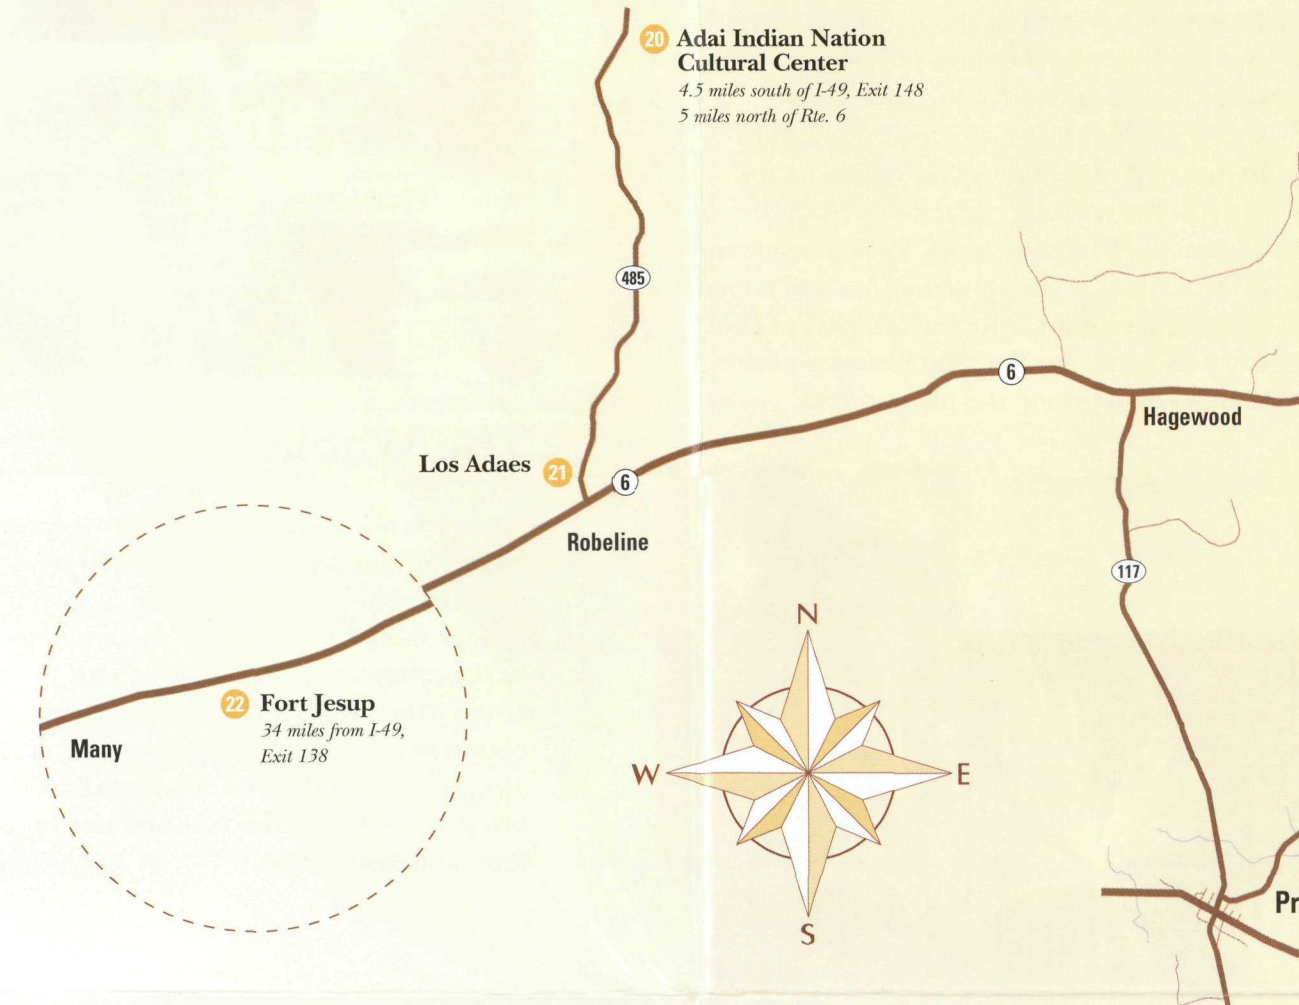 20 Adai Indian Nation
Cultural Center
4.5 miles south of I-49, Exit 148
5 miles north of Rte. 6
485
6
Hagewood
Los Adaes 21
6
Robeline
117
N
22 Fort Jesup
34 miles from I-49,
Exit 138
Many
W E
S
Pr